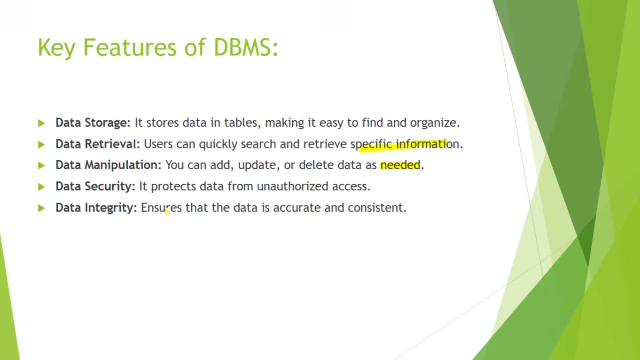 Key Features of DBMS:
Data Storage: It stores data in tables, making it easy to find and organize.
Data Retrieval: Users can quickly search and retrieve specific information.
Data Manipulation: You can add, update, or delete data as needed.
Data Security: It protects data from unauthorized access.
Data Integrity: Ensures that the data is accurate and consistent.